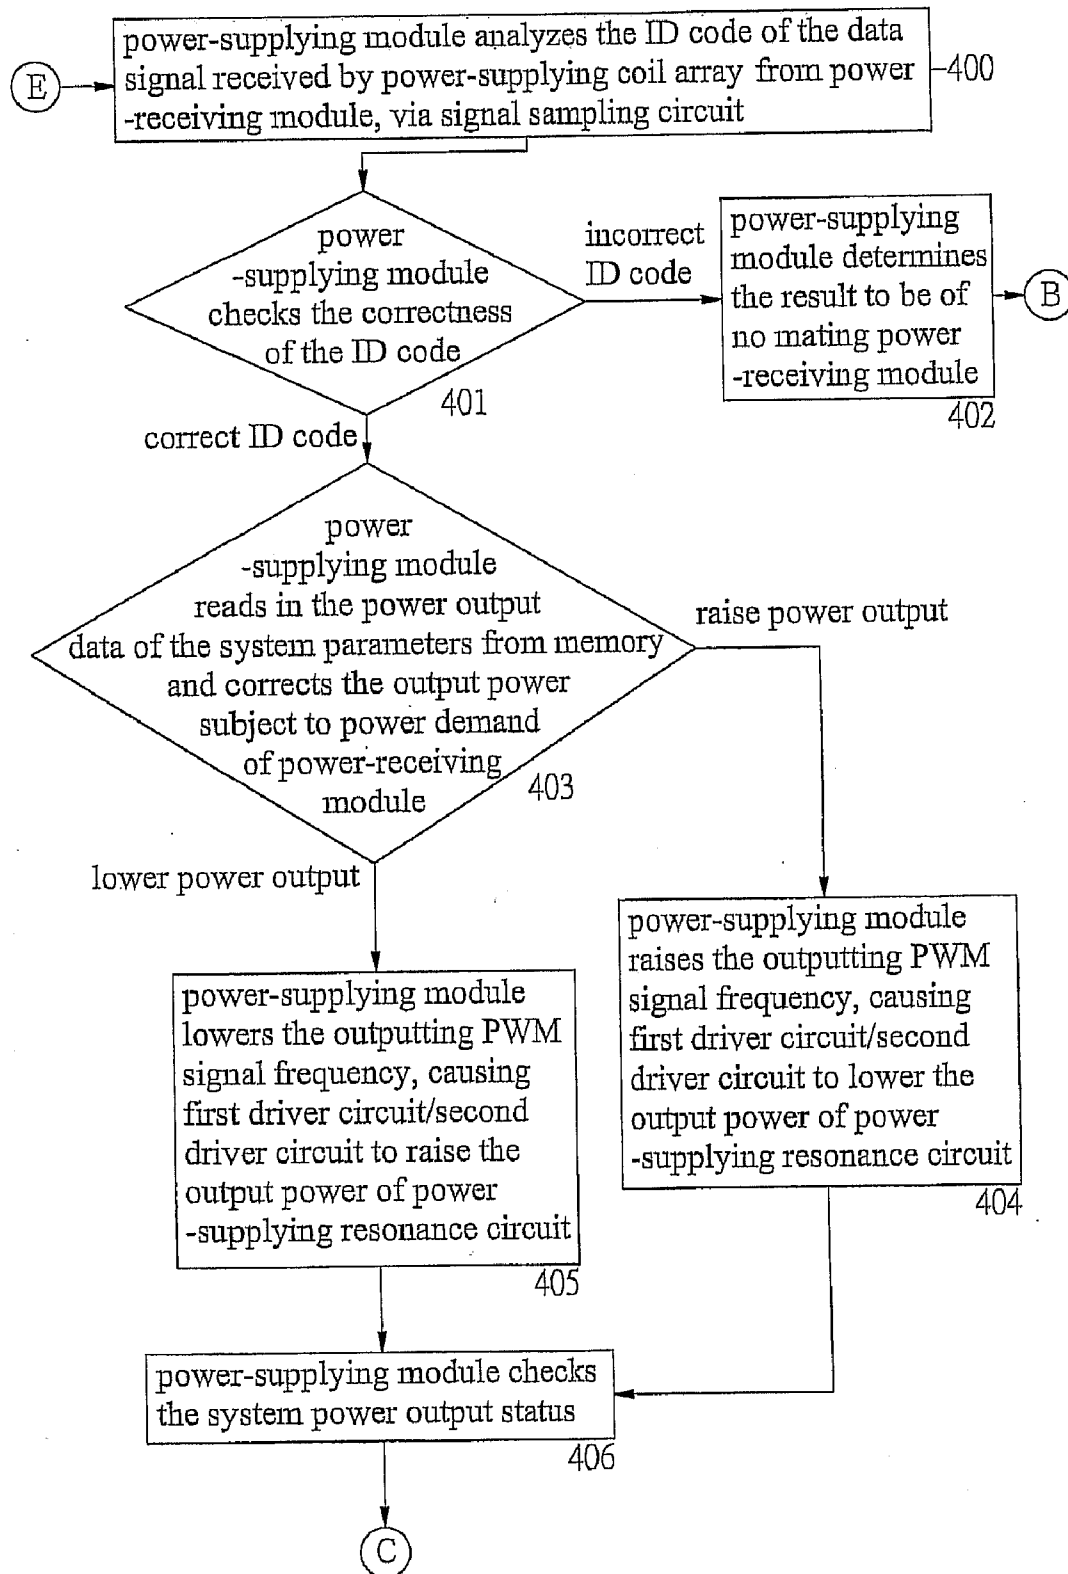 power-supplying module analyzes the ID code of the data
signal received by power-supplying coil array from power
-receiving module, via signal sampling circuit
400
E
power
-supplying module
checks the correctness
of the ID code
401
incorrect
ID code
power-supplying
module determines
the result to be of
no mating power
-receiving module
402
B
correct ID code
power
-supplying module
reads in the power output
data of the system parameters from memory
and corrects the output power
subject to power demand
of power-receiving
module
403
raise power output
lower power output
power-supplying module
raises the outputting PWM
signal frequency, causing
first driver circuit/second
driver circuit to lower the
output power of power
-supplying resonance circuit
404
power-supplying module
lowers the outputting PWM
signal frequency, causing
first driver circuit/second
driver circuit to raise the
output power of power
-supplying resonance circuit
405
power-supplying module checks
the system power output status
406
C